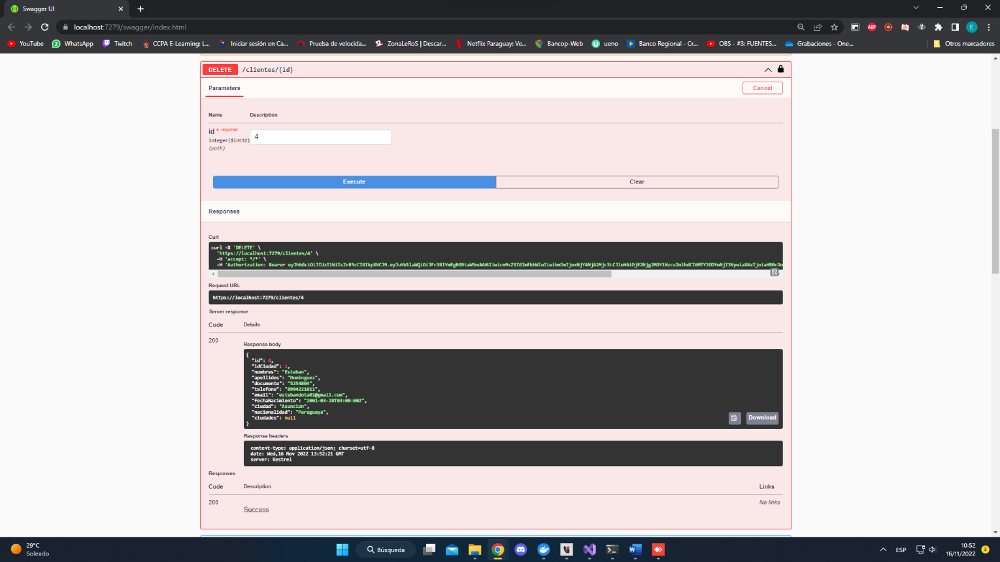 Swagger UI
localhost:7279/swagger/index.html
ABP
E
YouTube WhatsApp Twitch CCPA E-Learning: L... Iniciar sesión en Ca... Prueba de velocida... ZonaLeRoS | Descar... Netflix Paraguay: Ve... Bancop-Web ueno Banco Regional - Cr... OBS - #3: FUENTES... Grabaciones - One... Otros marcadores
DELETE /clientes/{id}
Parameters
Cancel
Name Description
id * required
integer($int32)
(path)
4
Execute Clear
Responses
Curl
curl -X 'DELETE' \
'https://localhost:7279/clientes/4' \
-H 'accept: */*' \
-H 'Authorization: Bearer
Request URL
https://localhost:7279/clientes/4
Server response
Code Details
200
Response body
{
"id": 4,
"idCiudad": 1,
"nombres": "Esteban",
"apellidos": "Dominguez",
"documento": "5254804",
"telefono": "0994221011",
"email": "estebandota01@gmail.com",
"fechaNacimiento": "2001-03-28T03:00:00Z",
"ciudad": "Asuncion",
"nacionalidad": "Paraguaya",
"ciudades": null
}
Download
Response headers
content-type: application/json; charset=utf-8
date: Wed,16 Nov 2022 13:52:21 GMT
server: Kestrel
Responses
Code Description Links
200 Success No links
29°C
Soleado
Búsqueda
ESP
10:52
16/11/2022
3